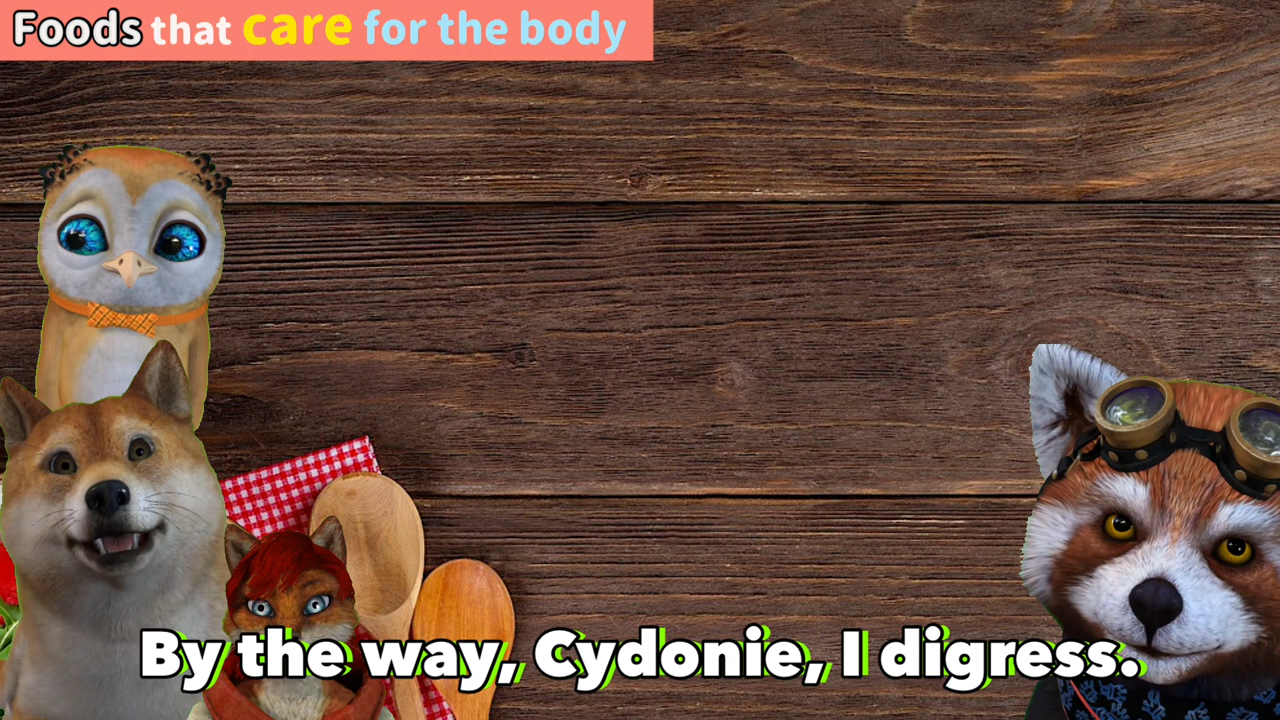 Foods that care for the body
By the way, Cydonie, I digress.